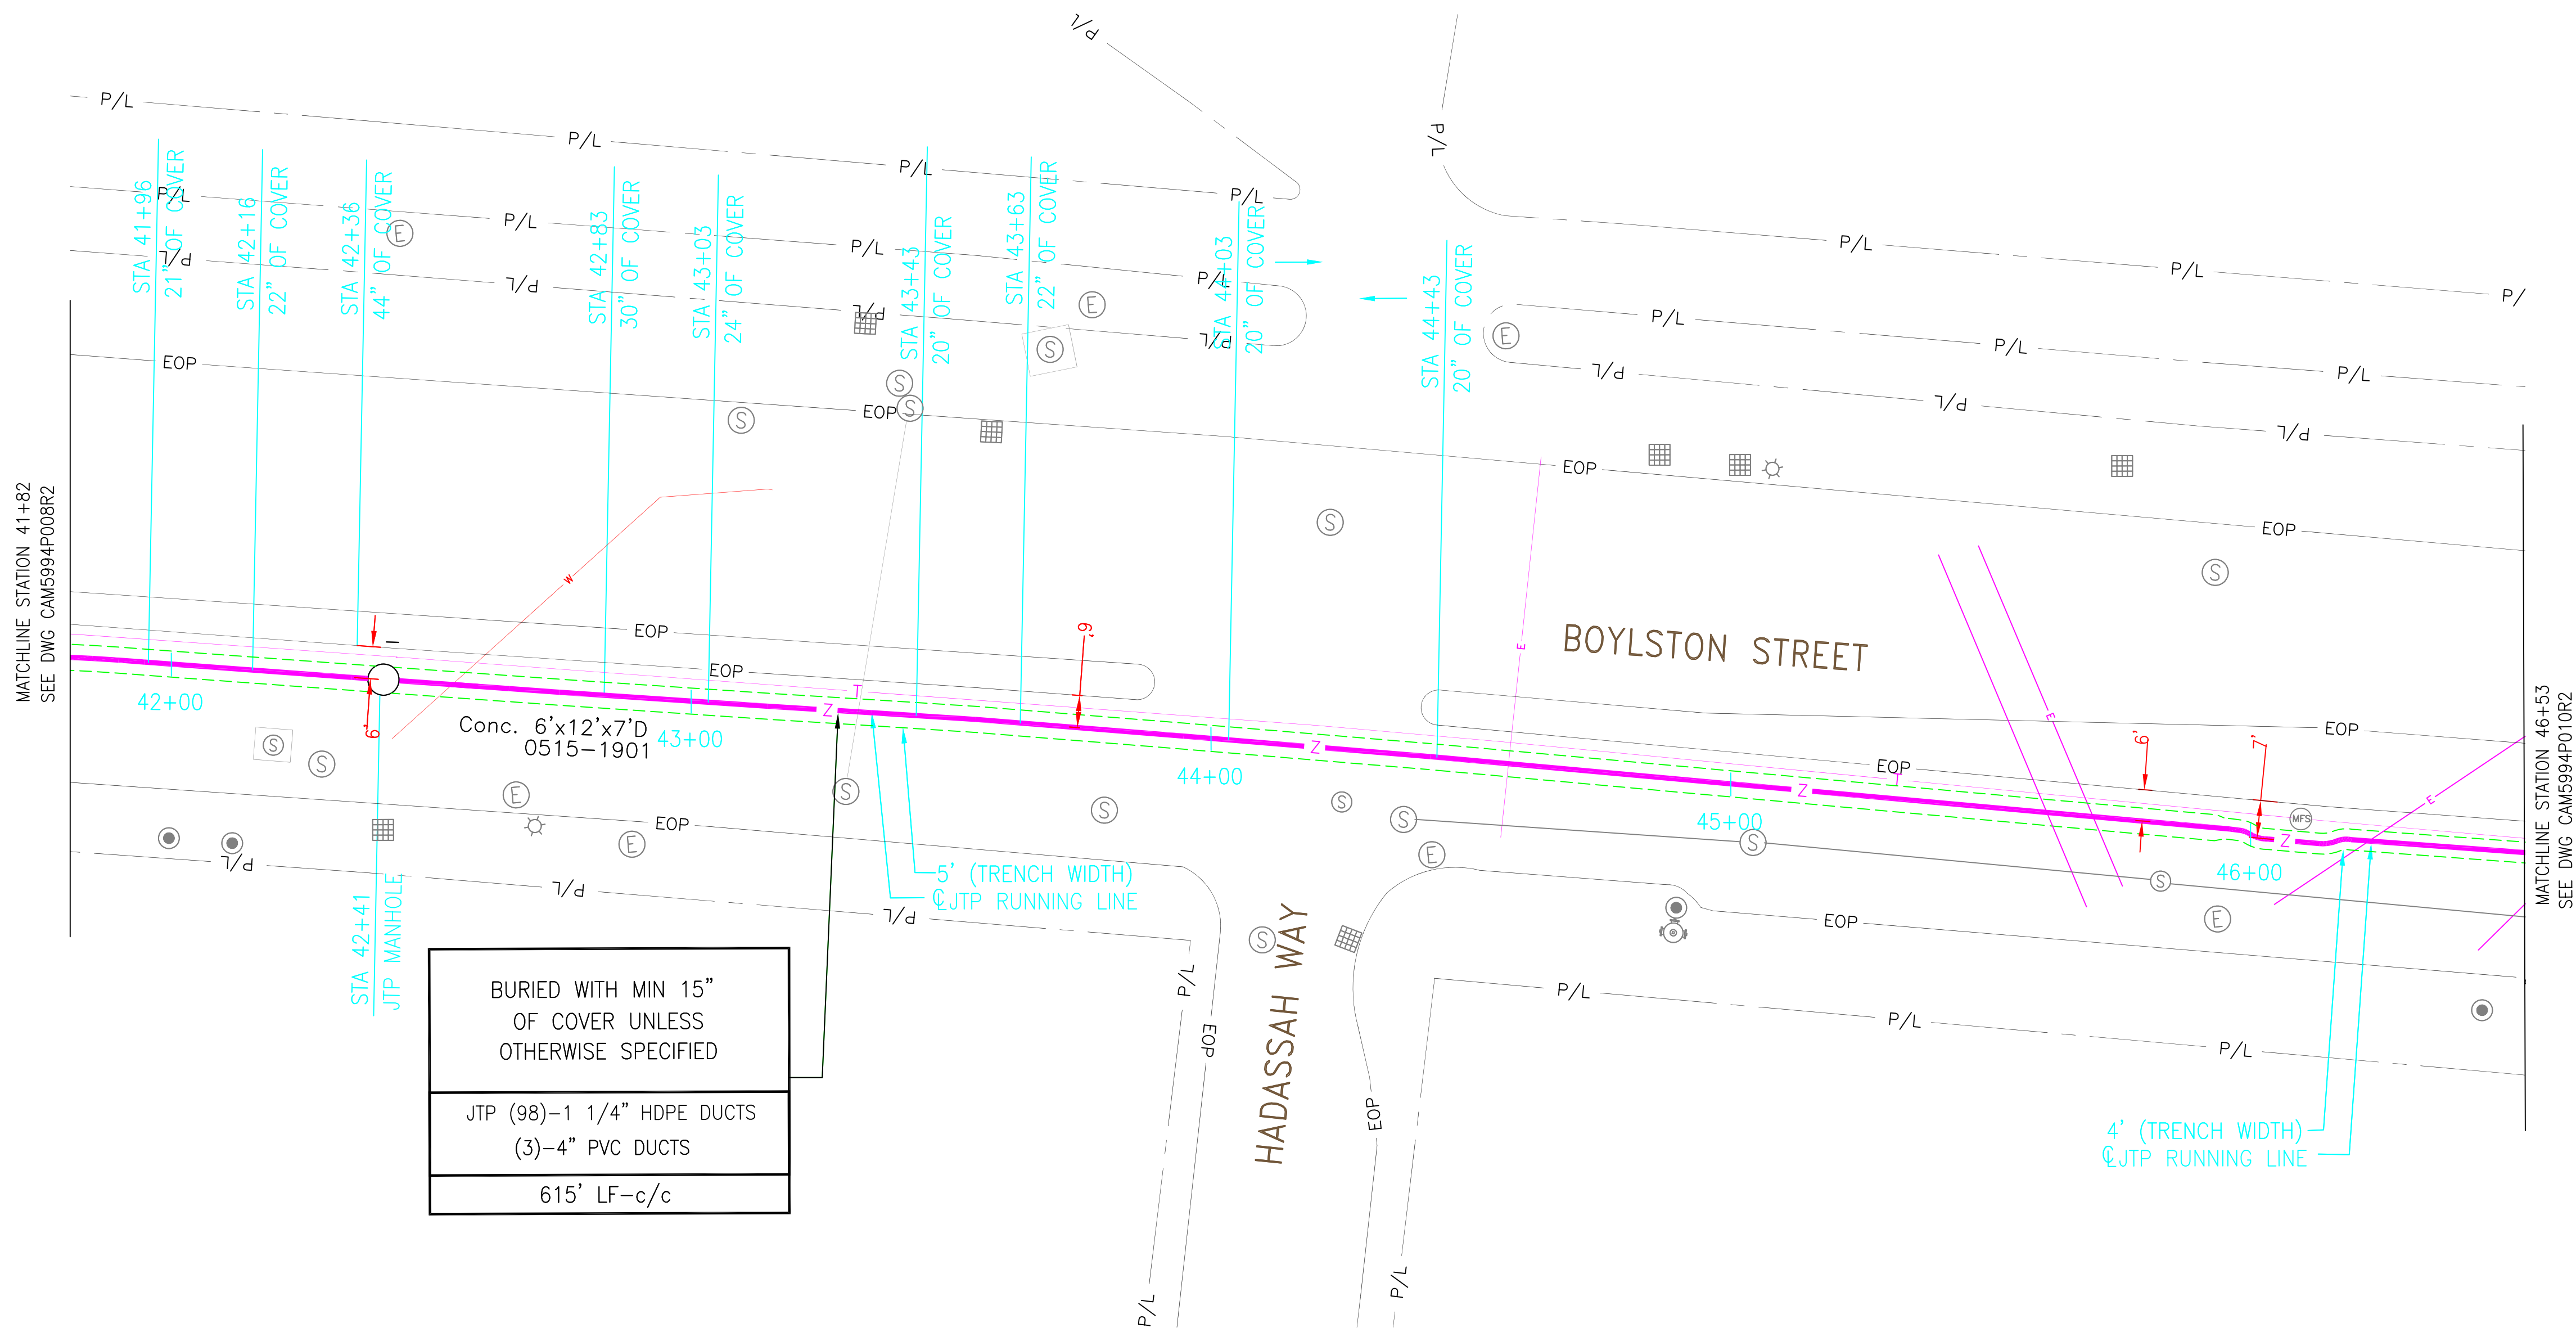 P/L
P/L
P/L
P/L
P/L
P/L
STA 41+96
21" OF COVER
STA 42+16
22" OF COVER
STA 42+36
44" OF COVER
STA 42+83
30" OF COVER
STA 43+03
24" OF COVER
STA 43+43
20" OF COVER
STA 43+63
22" OF COVER
STA 44+03
20" OF COVER
STA 44+43
20" OF COVER
P/L
P/L
P/L
P/L
P/L
P/L
P/L
P/L
P/L
P/L
P/L
P/
P/L
P/L
P/L
P/L
P/L
P/L
E
E
E
S
S
S
S
S
S
EOP
EOP
EOP
EOP
MATCHLINE STATION 41+82
SEE DWG CAM5994P008R2
W
E
E
E
BOYLSTON STREET
EOP
EOP
EOP
EOP
T
T
Z
Z
Z
Z
9'
6'
9'
7'
MFS
42+00
43+00
44+00
45+00
46+00
Conc. 6'x12'x7'D
0515-1901
S
S
S
S
S
S
S
S
S
E
E
E
E
EOP
EOP
5' (TRENCH WIDTH)
℄JTP RUNNING LINE
STA 42+41
JTP MANHOLE
P/L
P/L
P/L
P/L
EOP
P/L
HADASSAH WAY
EOP
P/L
P/L
P/L
P/L
BURIED WITH MIN 15"
OF COVER UNLESS
OTHERWISE SPECIFIED
JTP (98)-1 1/4" HDPE DUCTS
(3)-4" PVC DUCTS
615' LF-c/c
4' (TRENCH WIDTH)
℄JTP RUNNING LINE
MATCHLINE STATION 46+53
SEE DWG CAM5994P010R2